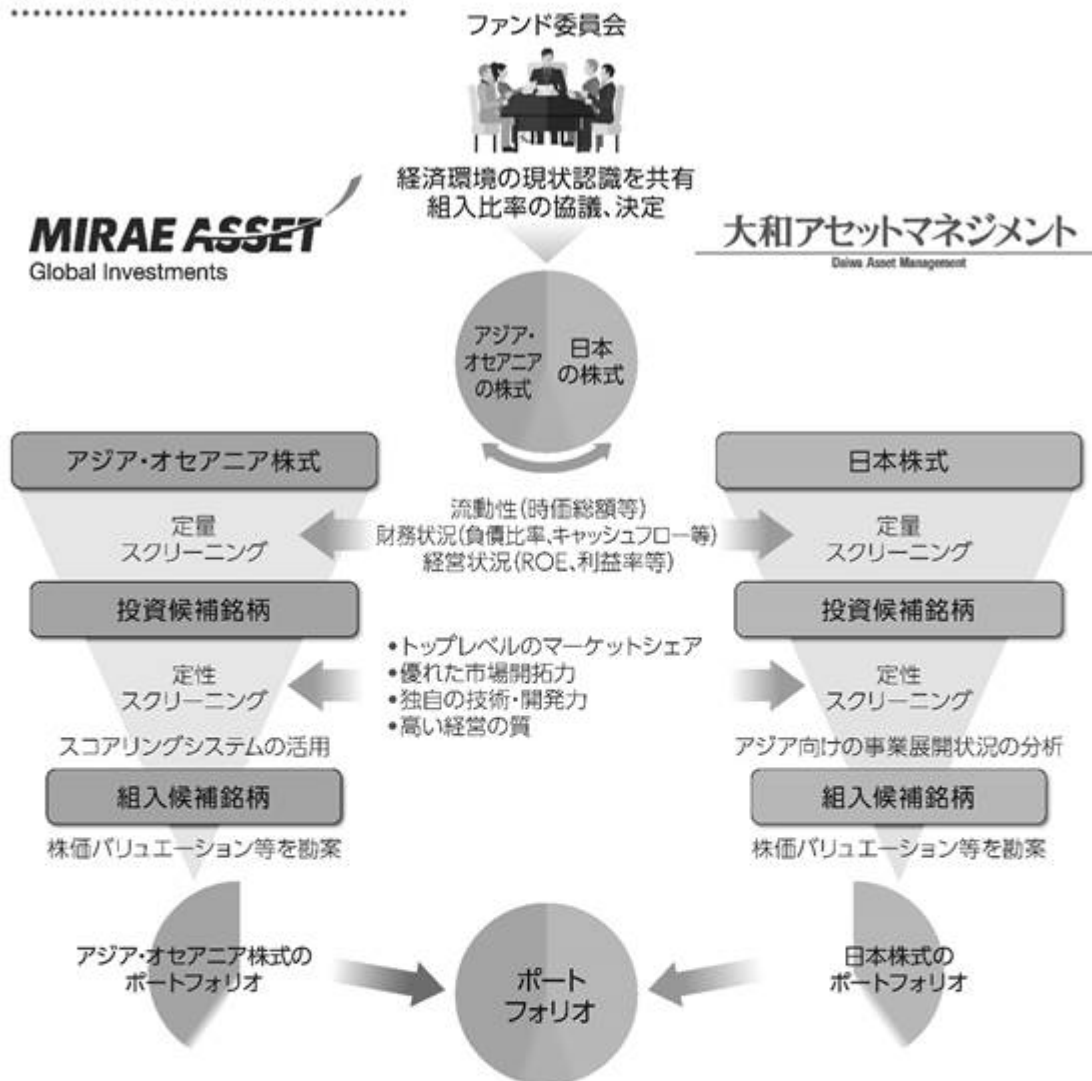 ファンド委員会
経済環境の現状認識を共有
組入比率の協議、決定
MIRAE ASSET
Global Investments
大和アセットマネジメント
Daiwa Asset Management
アジア・
オセアニア
の株式
日本
の株式
アジア・オセアニア株式
日本株式
流動性(時価総額等)
財務状況(負債比率、キャッシュフロー等)
経営状況(ROE、利益率等)
定量
スクリーニング
定量
スクリーニング
投資候補銘柄
投資候補銘柄
•トップレベルのマーケットシェア
•優れた市場開拓力
•独自の技術・開発力
•高い経営の質
定性
スクリーニング
定性
スクリーニング
スコアリングシステムの活用
アジア向けの事業展開状況の分析
組入候補銘柄
組入候補銘柄
株価バリュエーション等を勘案
株価バリュエーション等を勘案
アジア・オセアニア株式の
ポートフォリオ
ポート
フォリオ
日本株式の
ポートフォリオ